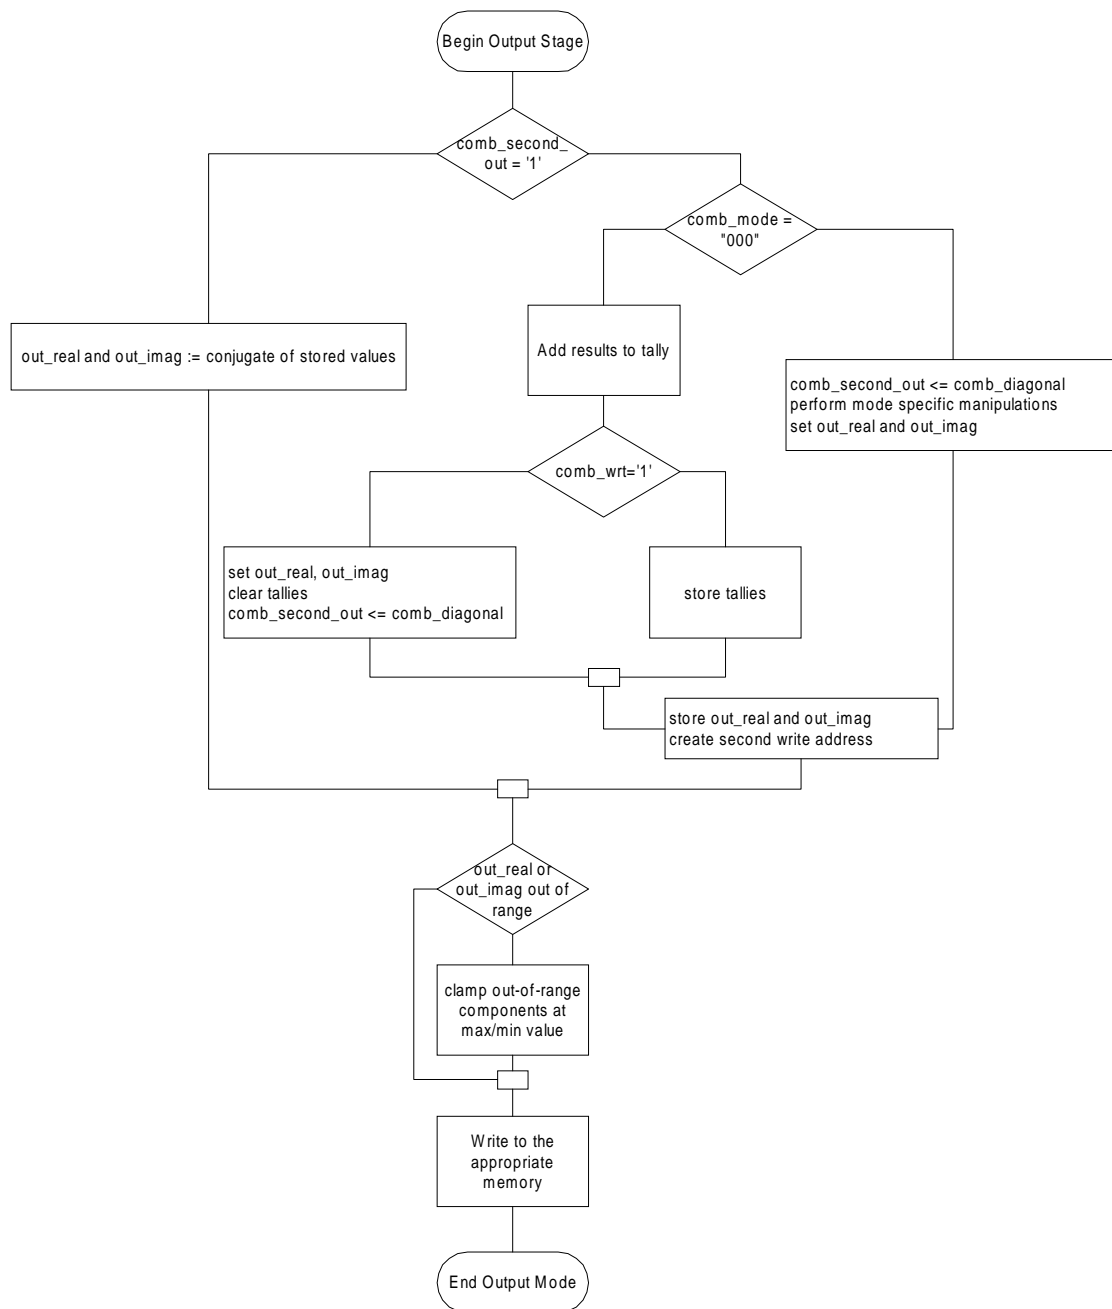 Begin Output Stage
comb_second_
out = '1'
comb_mode =
"000"
out_real and out_imag := conjugate of stored values
Add results to tally
comb_second_out <= comb_diagonal
perform mode specific manipulations
set out_real and out_imag
comb_wrt='1'
set out_real, out_imag
clear tallies
comb_second_out <= comb_diagonal
store tallies
store out_real and out_imag
create second write address
out_real or
out_imag out of
range
clamp out-of-range
components at
max/min value
Write to the
appropriate
memory
End Output Mode